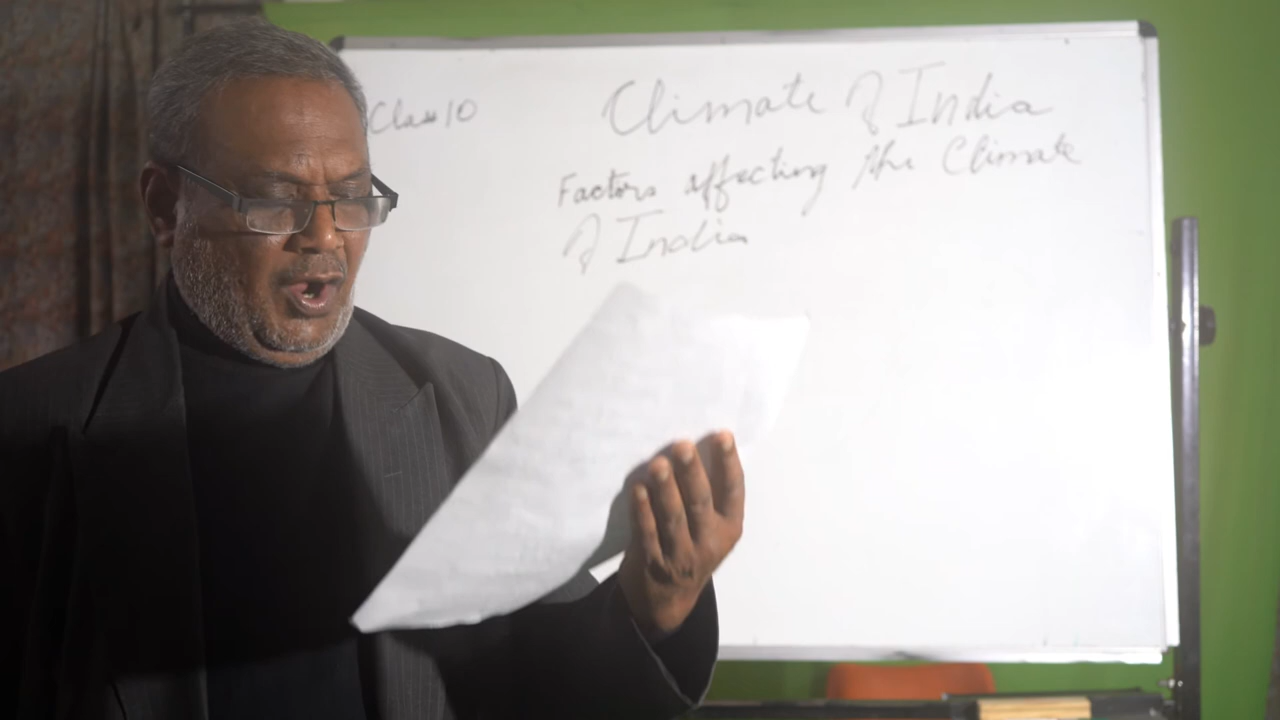 Class 10
Climate of India
Factors affecting the Climate
of India